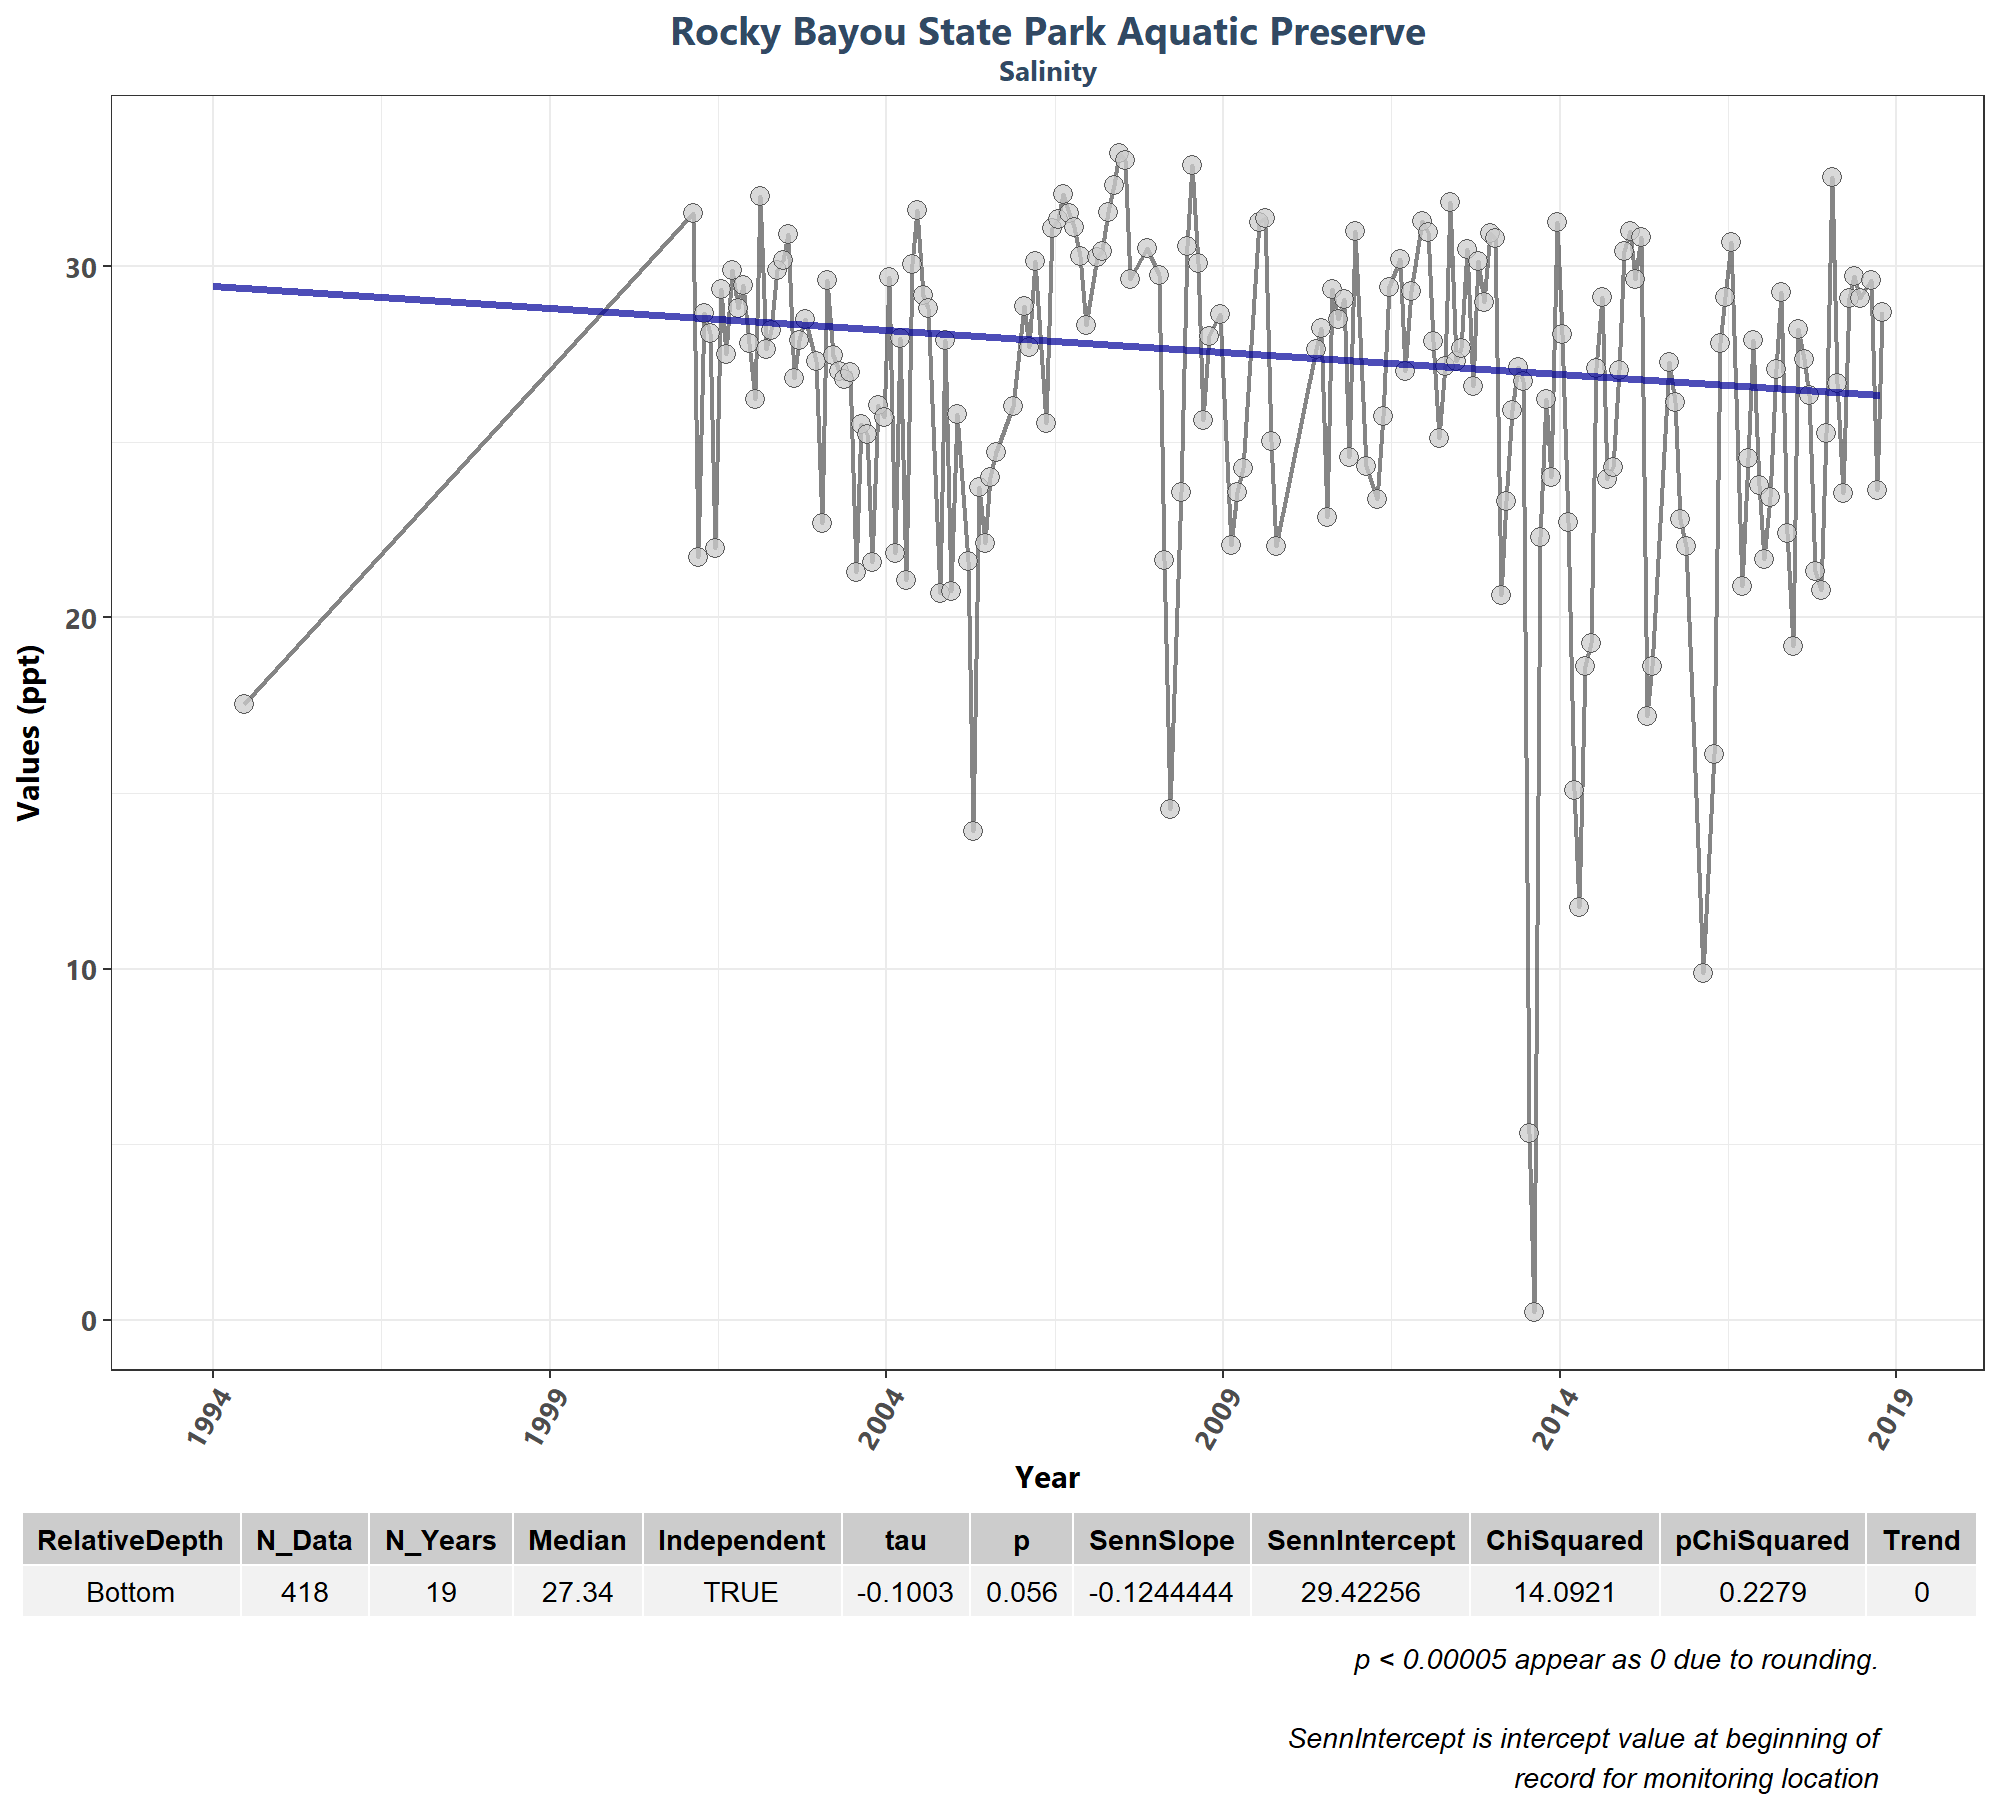 Rocky Bayou State Park Aquatic Preserve
Salinity
Values (ppt)
30
20
10
0
1994 1999 2004 2009 2014 2019
Year
RelativeDepth N_Data N_Years Median Independent tau p SennSlope SennIntercept ChiSquared pChiSquared Trend
Bottom 418 19 27.34 TRUE -0.1003 0.056 -0.1244444 29.42256 14.0921 0.2279 0
p < 0.00005 appear as 0 due to rounding.
SennIntercept is intercept value at beginning of
record for monitoring location